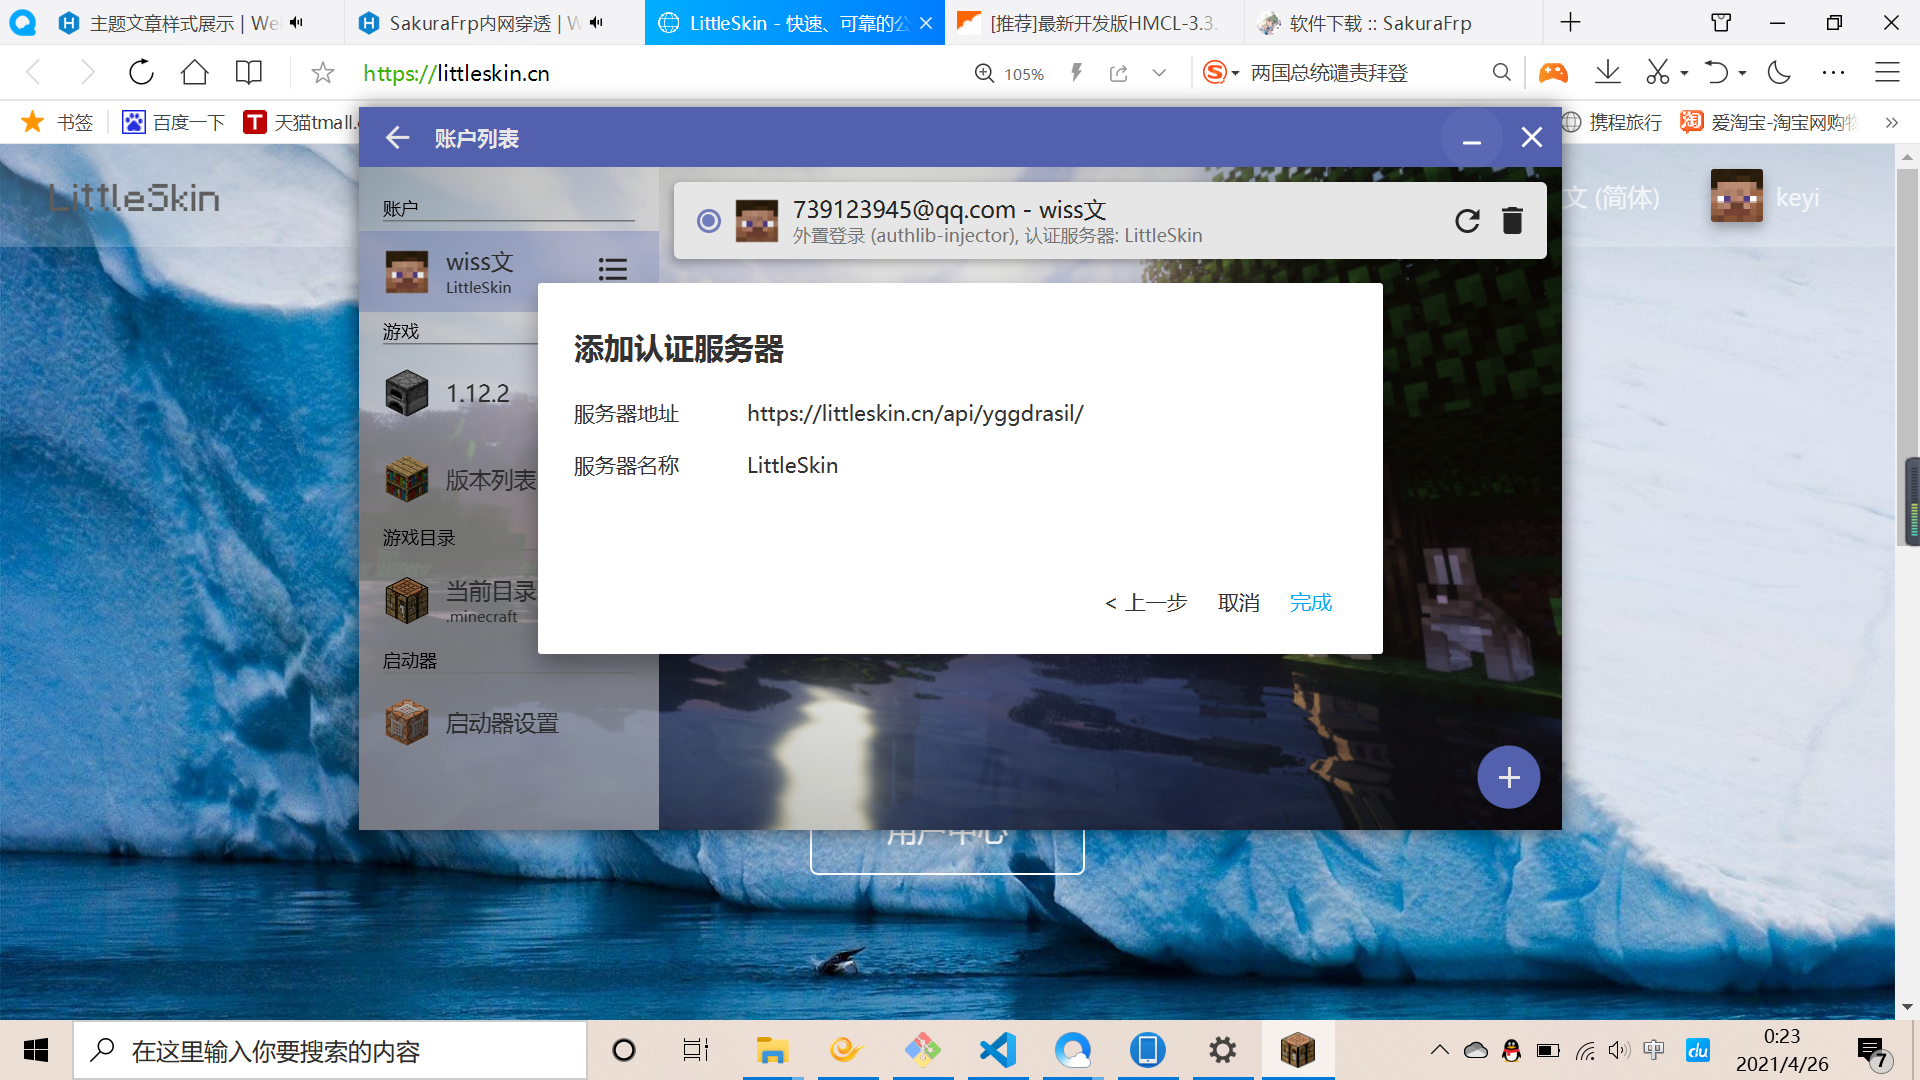 主题文章样式展示 | We
SakuraFrp内网穿透 | W
LittleSkin - 快速、可靠的公
[推荐]最新开发版HMCL-3.3.
软件下载 :: SakuraFrp
https://littleskin.cn
105%
两国总统谴责拜登
书签
百度一下
天猫tmall.
携程旅行
爱淘宝-淘宝网购物
LittleSkin
文 (简体)
keyi
账户列表
账户
wiss文
LittleSkin
游戏
1.12.2
版本列表
游戏目录
当前目录
.minecraft
启动器
启动器设置
739123945@qq.com - wiss文
外置登录 (authlib-injector), 认证服务器: LittleSkin
添加认证服务器
服务器地址 https://littleskin.cn/api/yggdrasil/
服务器名称 LittleSkin
< 上一步 取消 完成
用户中心
在这里输入你要搜索的内容
中
du
0:23
2021/4/26
7